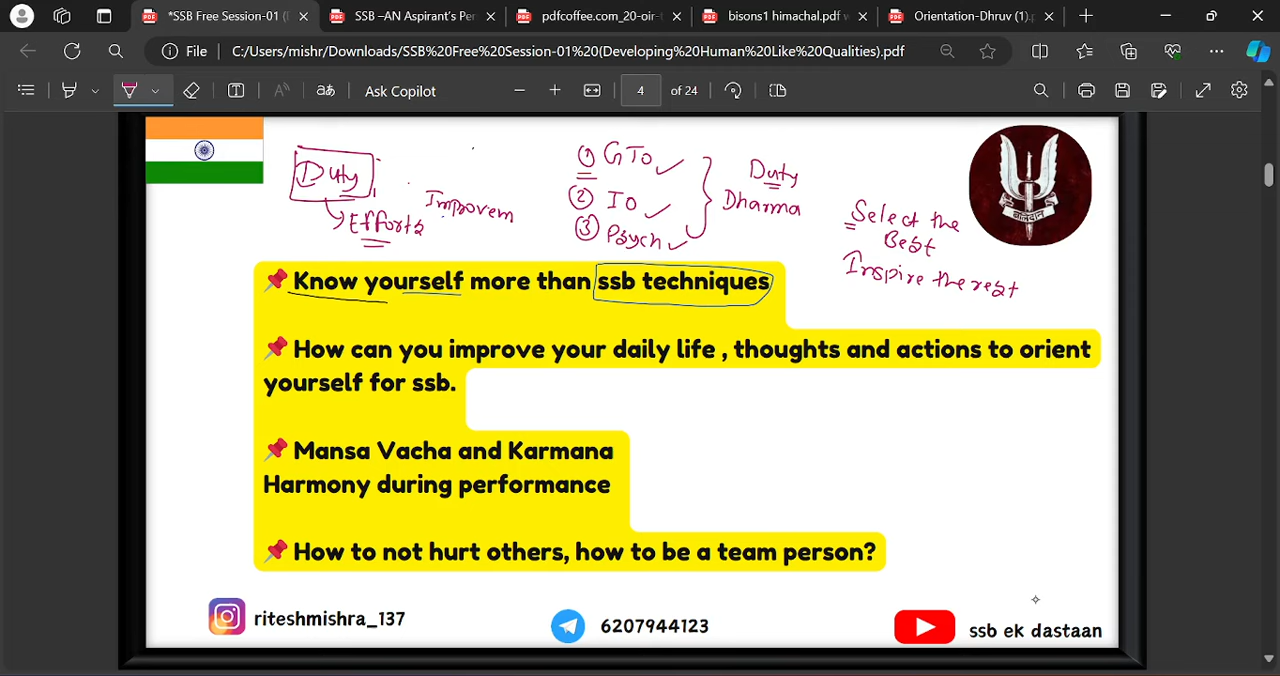 *SSB Free Session-01 (
SSB –AN Aspirant's Pe
pdfcoffee.com_20-oir-
bisons1 himachal.pdf
Orientation-Dhruv (1).p
File
C:/Users/mishr/Downloads/SSB%20Free%20Session-01%20(Developing%20Human%20Like%20Qualities).pdf
aあ
Ask Copilot
4 of 24
Duty
Efforts
Improvem
① GTO
② IO
③ Psych
Duty
Dharma
Select the
Best
Inspire the rest
बलिदान
📌 Know yourself more than ssb techniques
📌 How can you improve your daily life , thoughts and actions to orient
yourself for ssb.
📌 Mansa Vacha and Karmana
Harmony during performance
📌 How to not hurt others, how to be a team person?
riteshmishra_137
6207944123
ssb ek dastaan